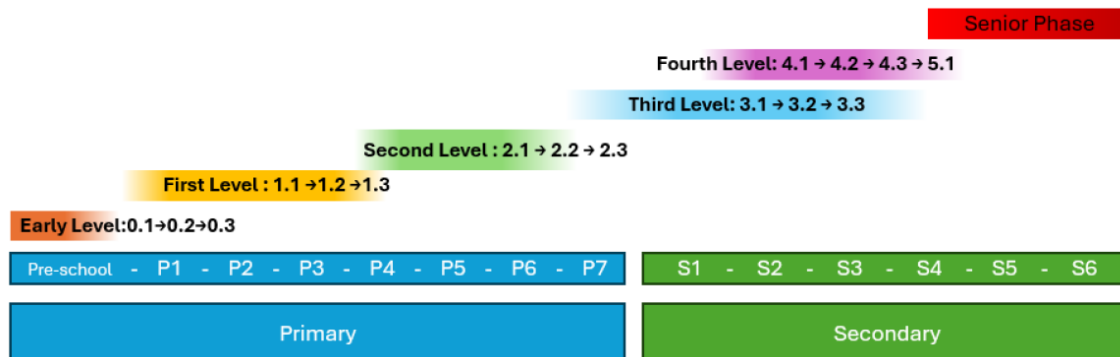 Senior Phase
Fourth Level: 4.1 → 4.2 → 4.3 → 5.1
Third Level: 3.1 → 3.2 → 3.3
Second Level : 2.1 → 2.2 → 2.3
First Level : 1.1 →1.2 →1.3
Early Level:0.1→0.2→0.3
Pre-school - P1 - P2 - P3 - P4 - P5 - P6 - P7 S1 - S2 - S3 - S4 - S5 - S6
Primary Secondary